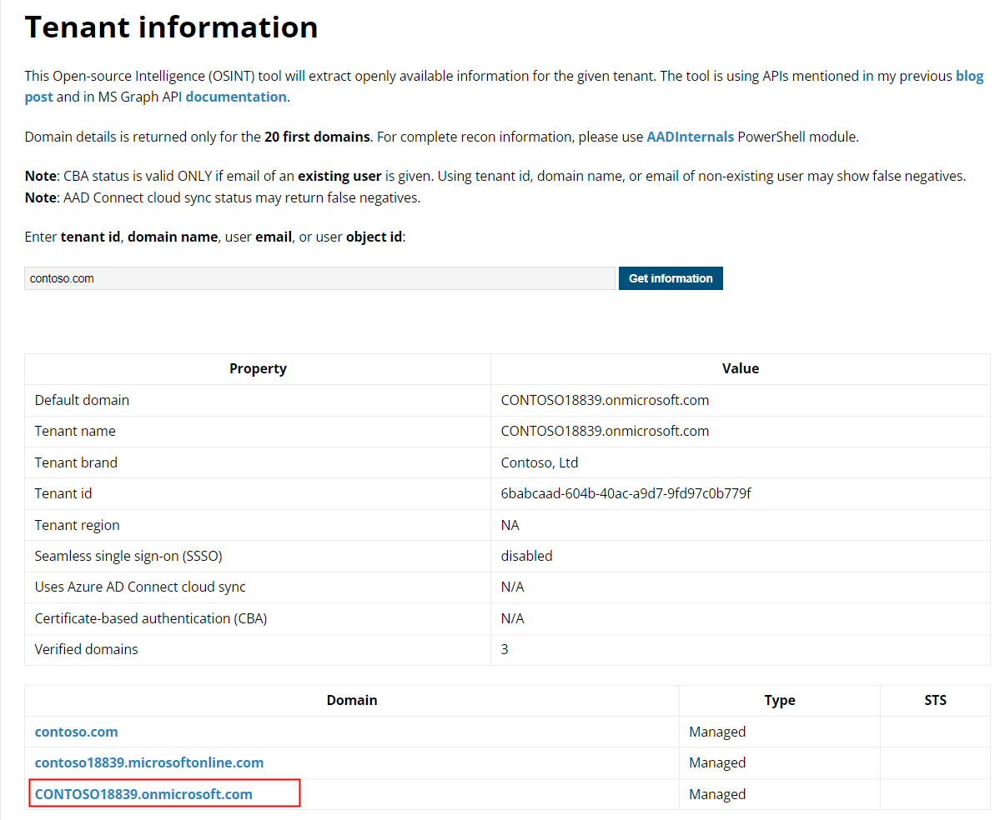 Tenant information
This Open-source Intelligence (OSINT) tool will extract openly available information for the given tenant. The tool is using APIs mentioned in my previous blog
post and in MS Graph API documentation.
Domain details is returned only for the 20 first domains. For complete recon information, please use AADInternals PowerShell module.
Note: CBA status is valid ONLY if email of an existing user is given. Using tenant id, domain name, or email of non-existing user may show false negatives.
Note: AAD Connect cloud sync status may return false negatives.
Enter tenant id, domain name, user email, or user object id:
contoso.com Get information
Property Value
Default domain CONTOSO18839.onmicrosoft.com
Tenant name CONTOSO18839.onmicrosoft.com
Tenant brand Contoso, Ltd
Tenant id 6babcaad-604b-40ac-a9d7-9fd97c0b779f
Tenant region NA
Seamless single sign-on (SSSO) disabled
Uses Azure AD Connect cloud sync N/A
Certificate-based authentication (CBA) N/A
Verified domains 3
Domain Type STS
contoso.com Managed
contoso18839.microsoftonline.com Managed
CONTOSO18839.onmicrosoft.com Managed